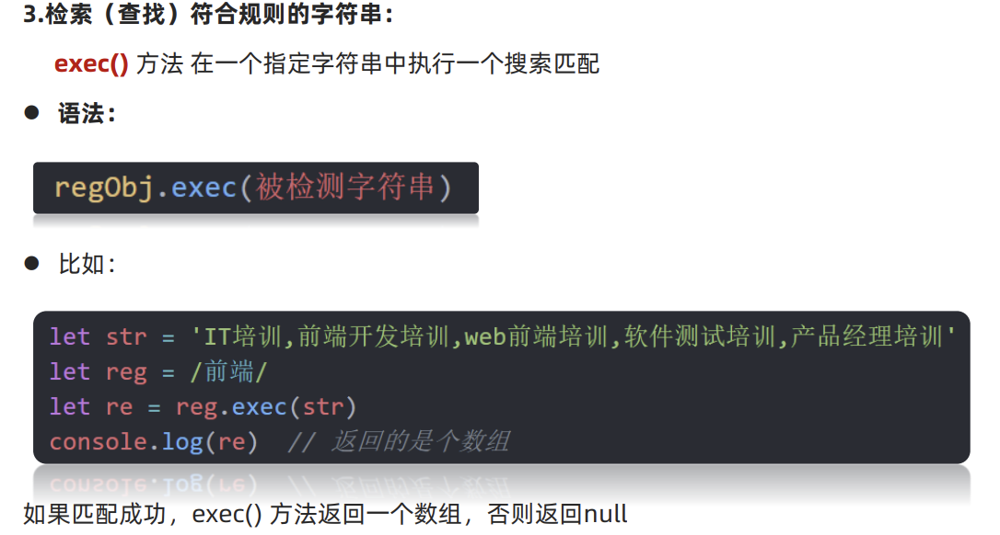 3.检索（查找）符合规则的字符串：
exec() 方法 在一个指定字符串中执行一个搜索匹配
● 语法：
regObj.exec(被检测字符串)
● 比如：
let str = 'IT培训,前端开发培训,web前端培训,软件测试培训,产品经理培训'
let reg = /前端/
let re = reg.exec(str)
console.log(re)  // 返回的是个数组
如果匹配成功，exec() 方法返回一个数组，否则返回null